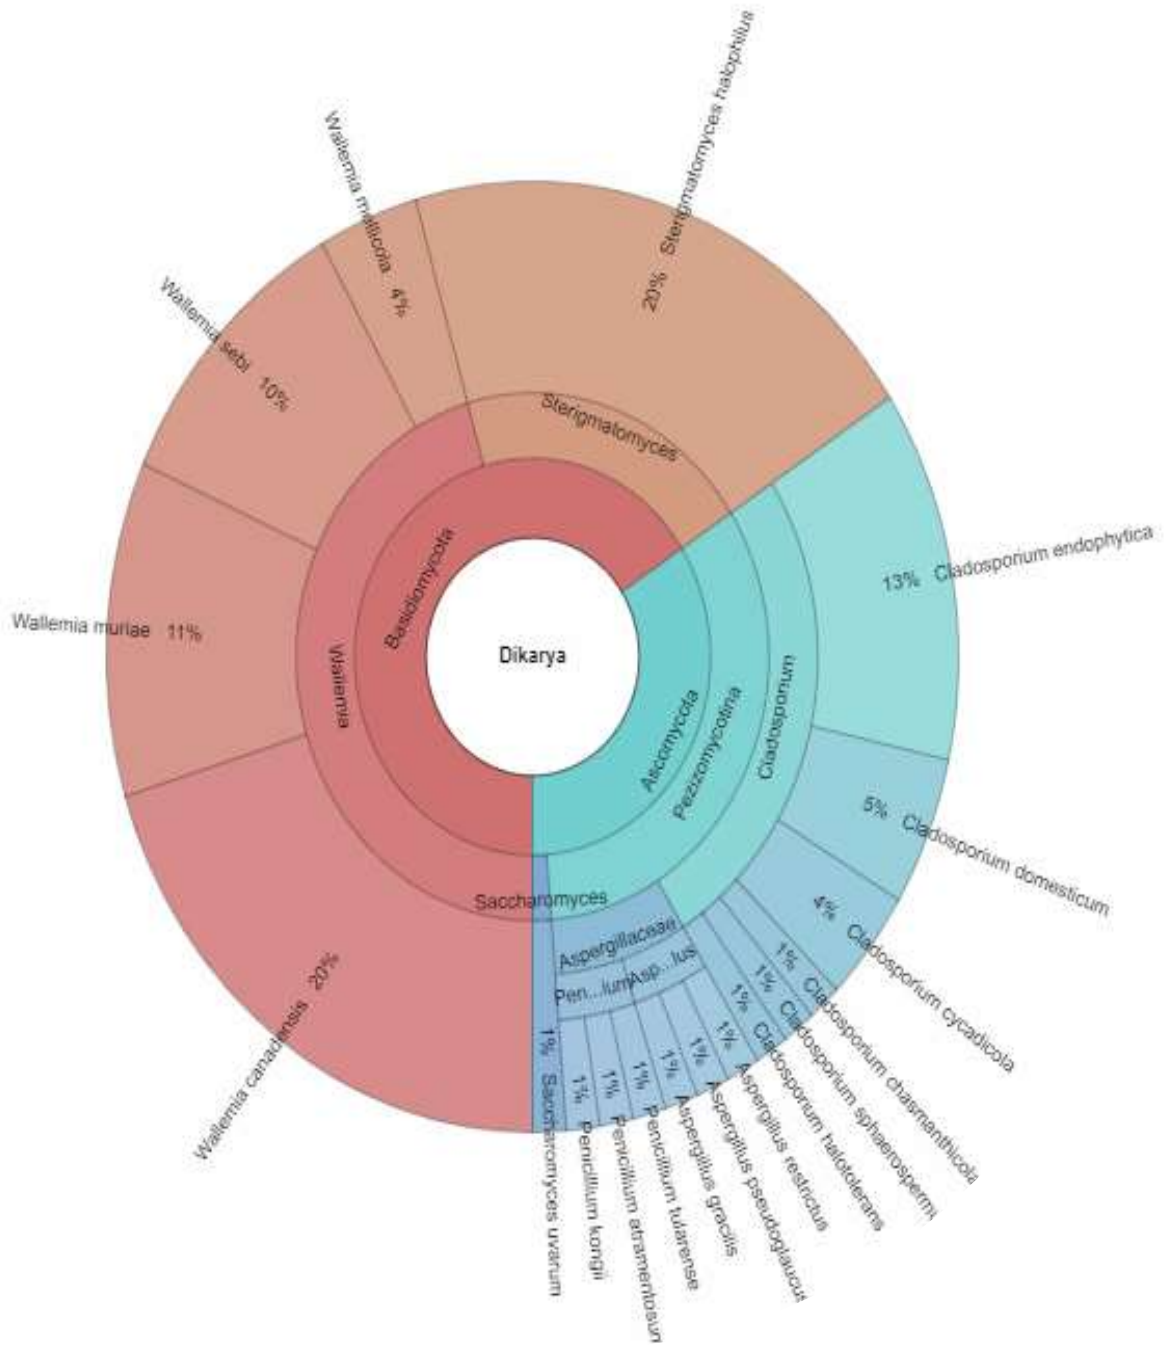 Sterigmatomyces halophilus 20%
Wallemia mellicola 4%
Wallemia sebi 10%
Wallemia muriae 11%
Wallemia canadensis 20%
Sterigmatomyces
Basidiomycota
Wallemia
Dikarya
Ascomycota
Pezizomycotina
Cladosporium
13% Cladosporium endophytica
5% Cladosporium domesticum
4% Cladosporium cycadicola
1% Cladosporium chasmanthicola
1% Cladosporium sphaerospermu
1% Cladosporium halotolerans
Saccharomyces
Aspergillaceae
Pen...ium
Asp...lus
1% Aspergillus restrictus
1% Aspergillus pseudoglaucus
1% Aspergillus gracilis
1% Penicillium tularense
1% Penicillium atramentosum
1% Penicillium kongii
1% Saccharomyces uvarum